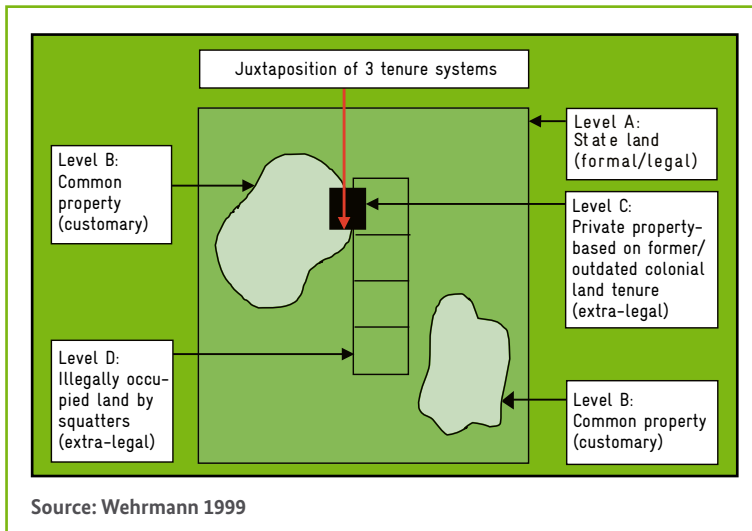 Juxtaposition of 3 tenure systems
Level A:
State land
(formal/legal)
Level B:
Common
property
(customary)
Level C:
Private property-
based on former/
outdated colonial
land tenure
(extra-legal)
Level D:
Illegally occu-
pied land by
squatters
(extra-legal)
Level B:
Common property
(customary)
Source: Wehrmann 1999